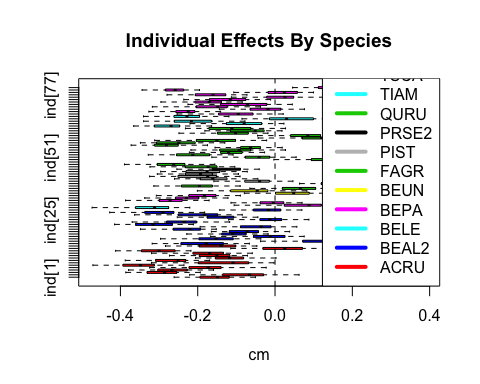 Individual Effects By Species
ind[77]
ind[51]
ind[25]
ind[1]
TIAM
QURU
PRSE2
PIST
FAGR
BEUN
BEPA
BELE
BEAL2
ACRU
-0.4 -0.2 0.0 0.2 0.4
cm